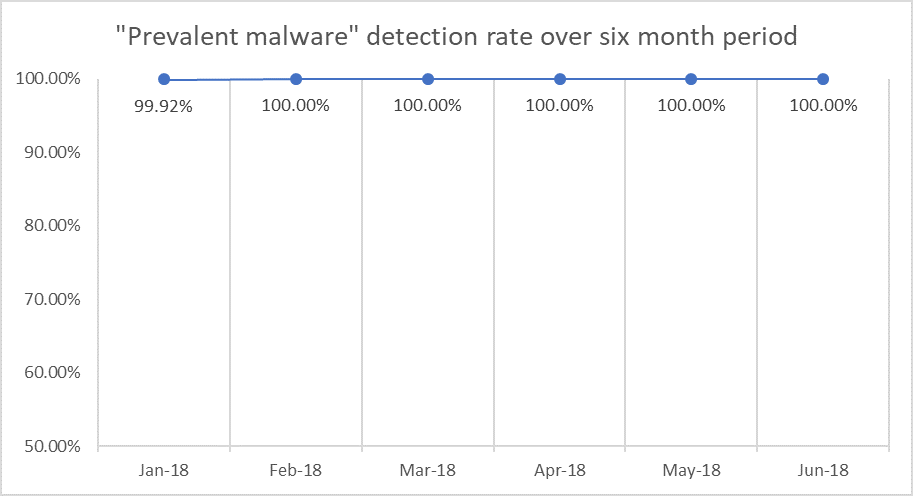 "Prevalent malware" detection rate over six month period
100.00%
99.92% 100.00% 100.00% 100.00% 100.00% 100.00%
90.00%
80.00%
70.00%
60.00%
50.00%
Jan-18 Feb-18 Mar-18 Apr-18 May-18 Jun-18